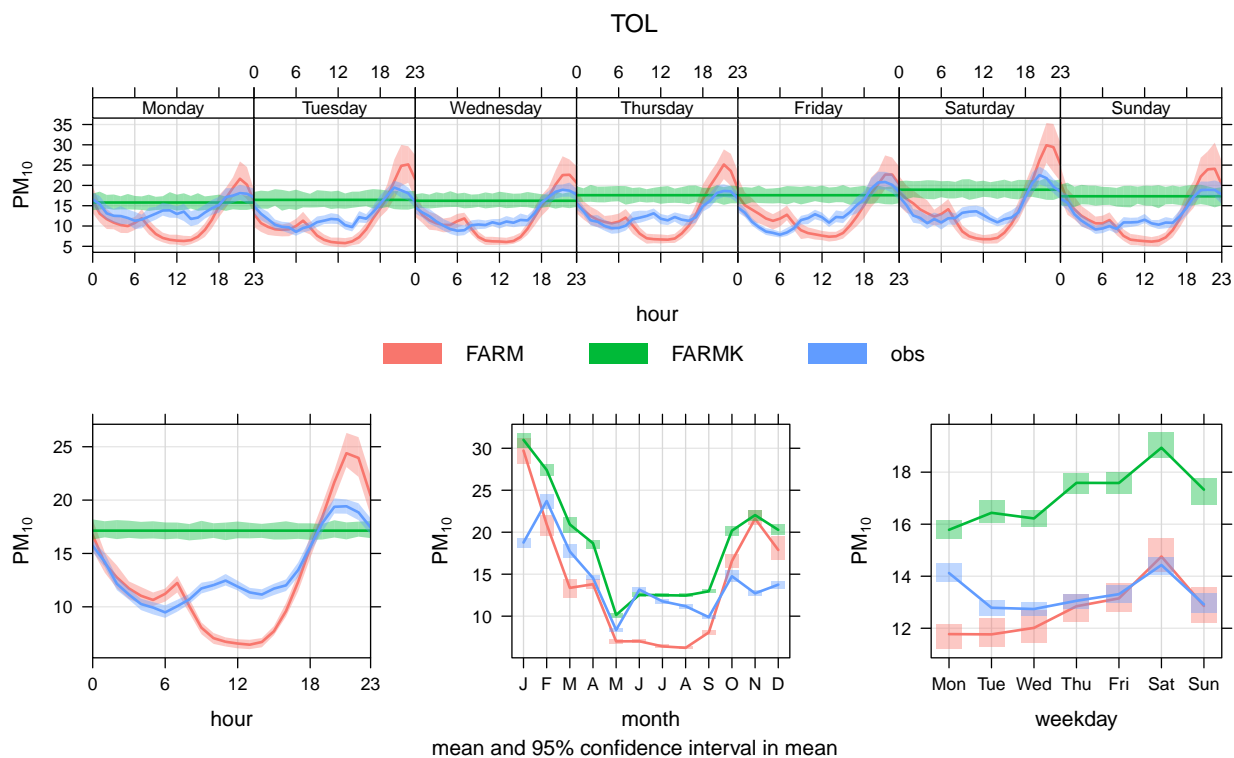 TOL
0 6 12 18 23 0 6 12 18 23 0 6 12 18 23
Monday Tuesday Wednesday Thursday Friday Saturday Sunday
35
30
25
20
15
10
5
PM10
0 6 12 18 23 0 6 12 18 23 0 6 12 18 23 0 6 12 18 23
hour
FARM FARMK obs
25
20
15
10
PM10
0 6 12 18 23
hour
30
25
20
15
10
PM10
J F M A M J J A S O N D
month
18
16
14
12
PM10
Mon Tue Wed Thu Fri Sat Sun
weekday
mean and 95% confidence interval in mean